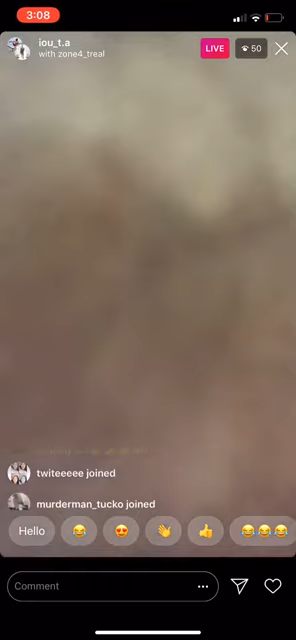 3:08
iou_t.a
with zone4_treal
LIVE
50
twiteeeee joined
murderman_tucko joined
Hello
Comment